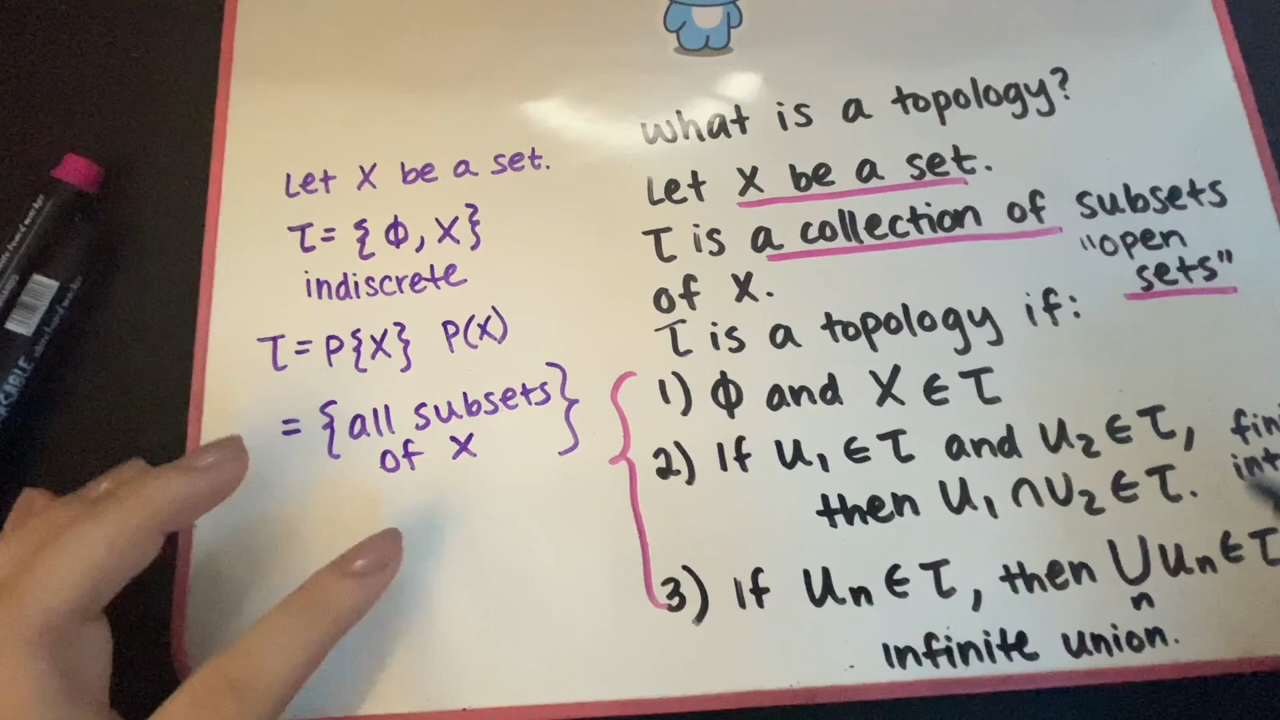 Let X be a set.
τ = {ϕ, X}
indiscrete
τ = P{X} P(X)
= {all subsets
of X}
what is a topology?
Let X be a set.
τ is a collection of subsets
of X.
"open
sets"
τ is a topology if:
1) ϕ and X ∈ τ
2) If U₁ ∈ τ and U₂ ∈ τ,
then U₁ ∩ U₂ ∈ τ.
3) If Uₙ ∈ τ, then ⋃ Uₙ ∈ τ
n
infinite union.